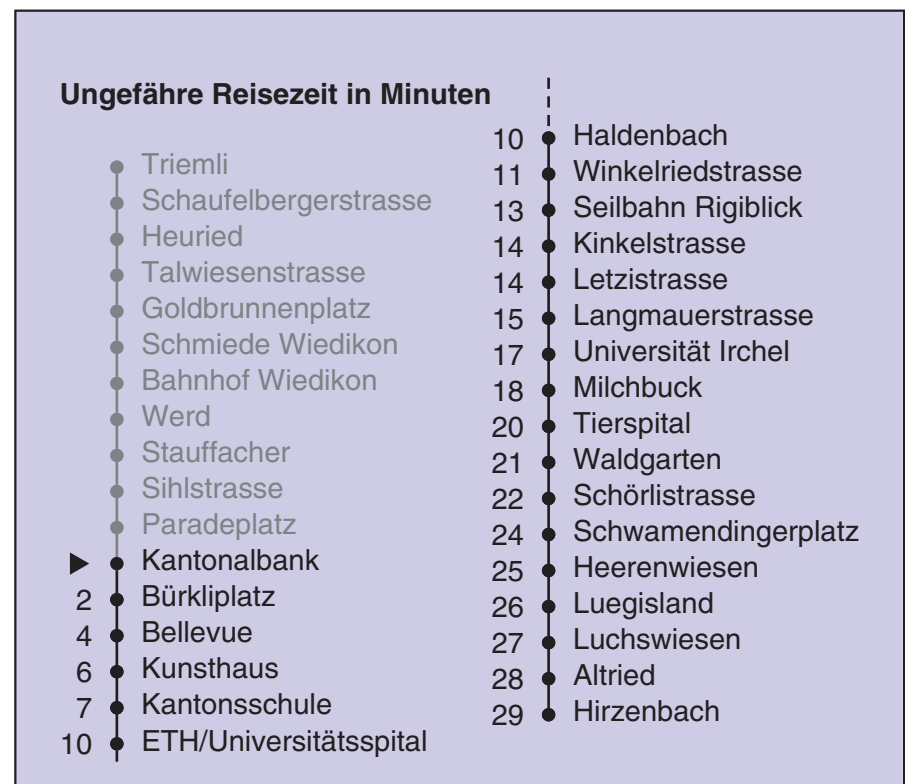 Ungefähre Reisezeit in Minuten
Triemli
Schaufelbergerstrasse
Heuried
Talwiesenstrasse
Goldbrunnenplatz
Schmiede Wiedikon
Bahnhof Wiedikon
Werd
Stauffacher
Sihlstrasse
Paradeplatz
Kantonalbank
2 Bürkliplatz
4 Bellevue
6 Kunsthaus
7 Kantonsschule
10 ETH/Universitätsspital
10 Haldenbach
11 Winkelriedstrasse
13 Seilbahn Rigiblick
14 Kinkelstrasse
14 Letzistrasse
15 Langmauerstrasse
17 Universität Irchel
18 Milchbuck
20 Tierspital
21 Waldgarten
22 Schörlistrasse
24 Schwamendingerplatz
25 Heerenwiesen
26 Luegisland
27 Luchswiesen
28 Altried
29 Hirzenbach